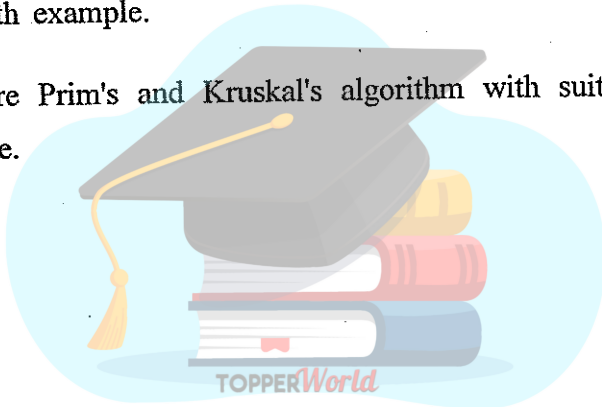 th example.
re Prim's and Kruskal's algorithm with suit
e.
TOPPERWorld